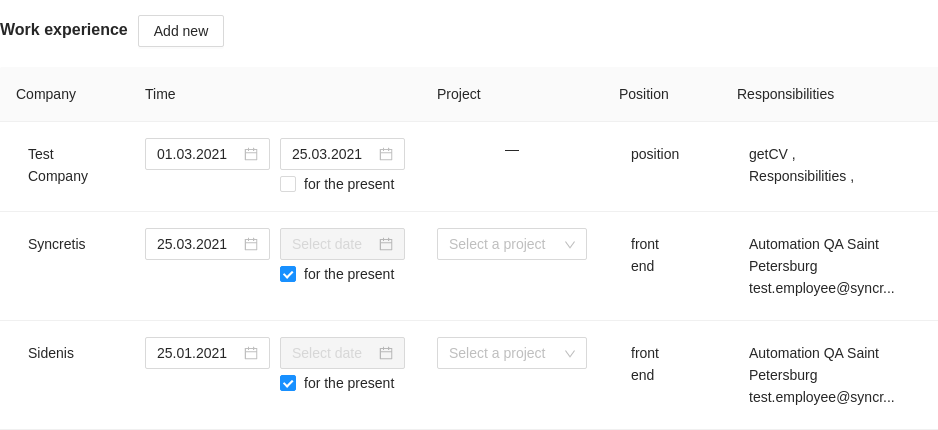 Work experience Add new
Company Time Project Position Responsibilities
Test Company 01.03.2021 25.03.2021 — position getCV ,
Responsibilities ,
for the present
Syncretis 25.03.2021 Select date Select a project front end Automation QA Saint
Petersburg
test.employee@syncr...
for the present
Sidenis 25.01.2021 Select date Select a project front end Automation QA Saint
Petersburg
test.employee@syncr...
for the present